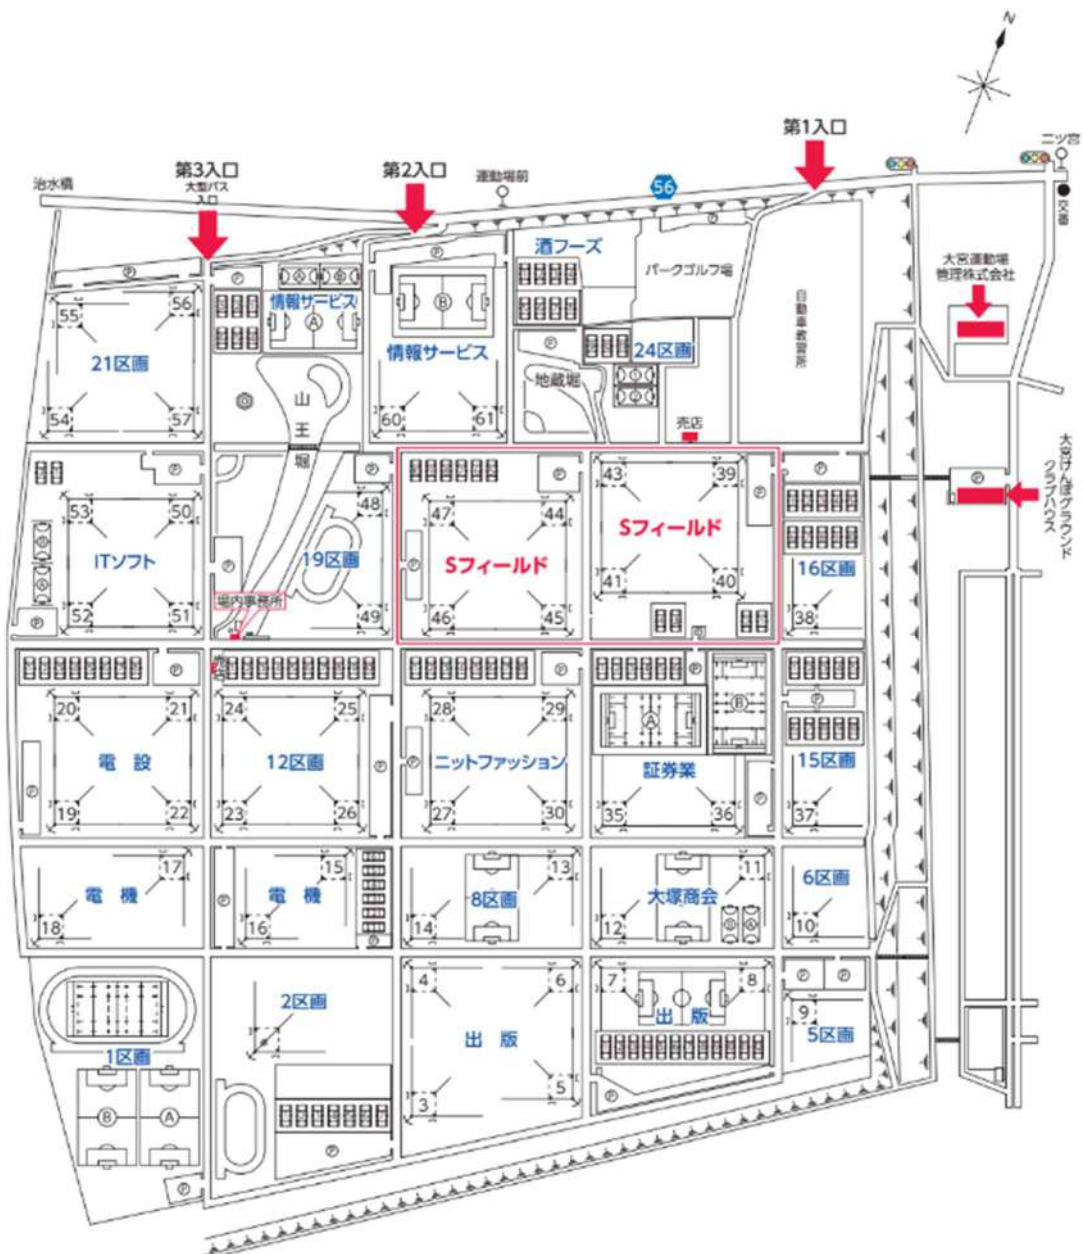 N
第1入口
二ツ宮
第2入口
第3入口
大型バス
入口
運動場前
治水橋
56
交番
酒フーズ
大宮運動場
管理株式会社
P
P
P
P
Ⓐ
Ⓑ
パークゴルフ場
情報サービス
Ⓐ
Ⓑ
自動車教習所
55
56
21区画
情報サービス
P
24区画
地蔵堀
山王堀
54
57
60
61
売店
大宮けんぽグラウンド
クラブハウス
P
P
P
43
39
P
P
53
50
48
47
44
P
Sフィールド
ITソフト
19区画
Sフィールド
16区画
P
P
41
40
場内事務所
52
51
49
46
45
38
P
売店
P
P
P
20
21
24
25
28
29
Ⓐ
Ⓑ
P
電設
12区画
P
P
ニットファッション
証券業
15区画
P
P
19
22
23
26
27
30
35
36
37
17
15
13
11
電機
P
電機
8区画
大塚商会
6区画
18
16
14
12
10
P
4
6
7
8
P
P
2区画
出版
出版
9
5区画
1区画
Ⓑ
Ⓐ
3
5
P
P
P